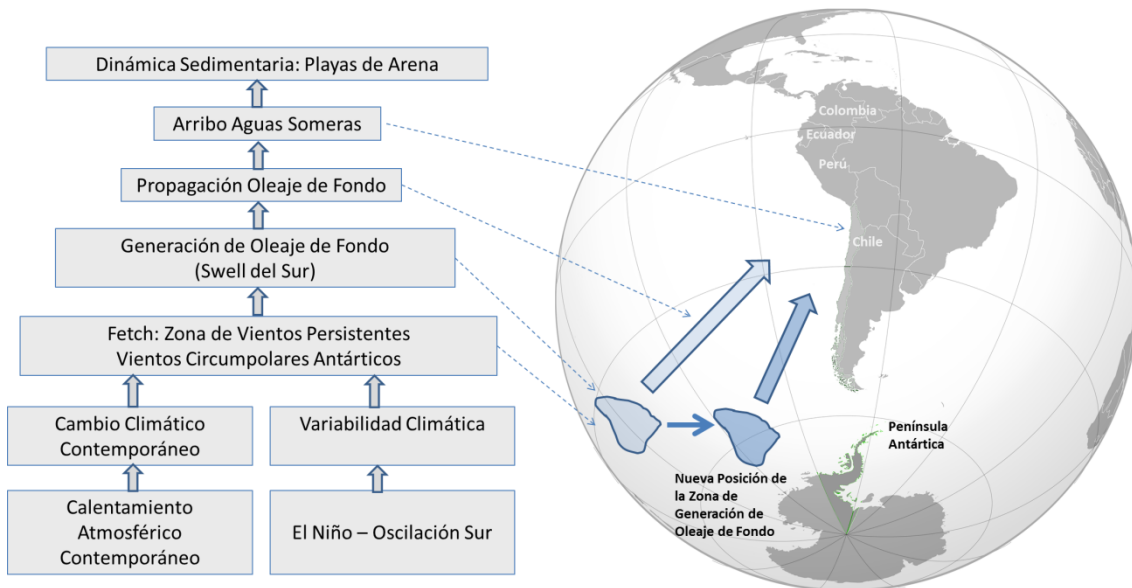 Dinámica Sedimentaria: Playas de Arena
Arribo Aguas Someras
Propagación Oleaje de Fondo
Generación de Oleaje de Fondo
(Swell del Sur)
Fetch: Zona de Vientos Persistentes
Vientos Circumpolares Antárticos
Cambio Climático
Contemporáneo
Variabilidad Climática
Calentamiento
Atmosférico
Contemporáneo
El Niño – Oscilación Sur
Colombia
Ecuador
Perú
Chile
Península
Antártica
Nueva Posición de
la Zona de
Generación de
Oleaje de Fondo